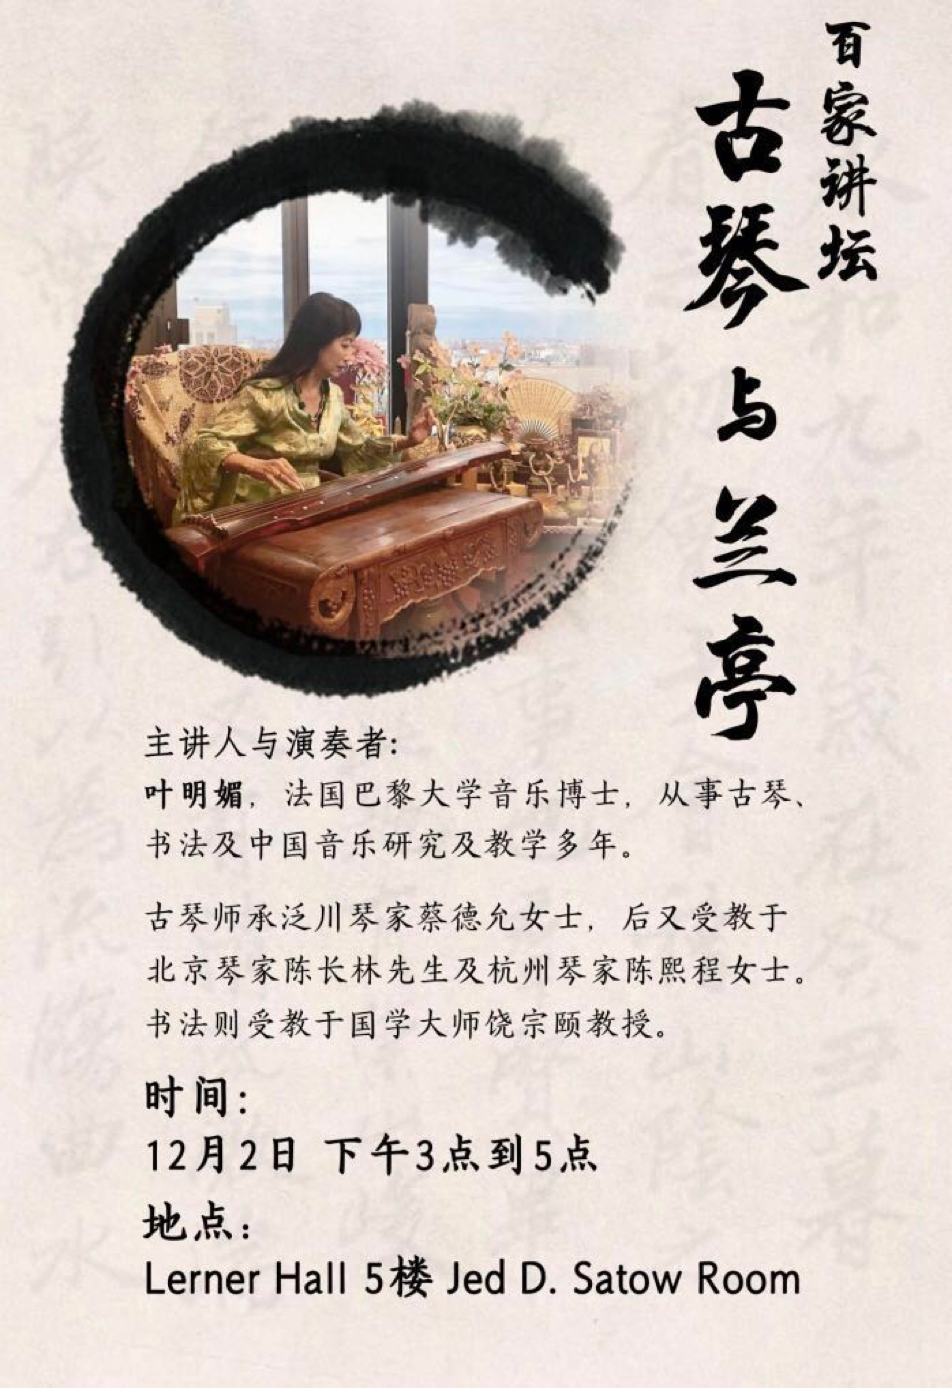 百家讲坛
古琴与兰亭
主讲人与演奏者:
叶明媚，法国巴黎大学音乐博士，从事古琴、
书法及中国音乐研究及教学多年。
古琴师承泛川琴家蔡德允女士，后又受教于
北京琴家陈长林先生及杭州琴家陈熙程女士。
书法则受教于国学大师饶宗颐教授。
时间:
12月2日 下午3点到5点
地点:
Lerner Hall 5楼 Jed D. Satow Room